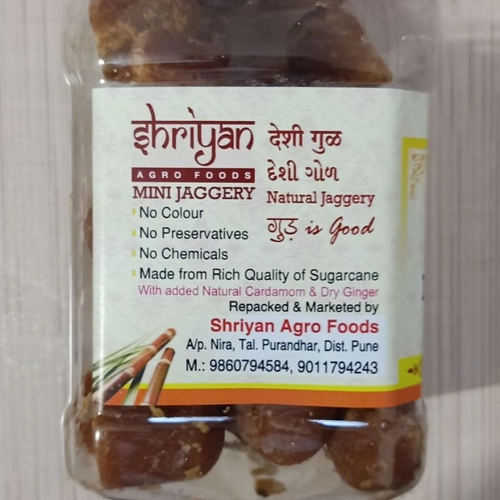 shriyan
AGRO FOODS
MINI JAGGERY
देशी गुळ
દેશી ગોળ
Natural Jaggery
गुड़ is Good
No Colour
No Preservatives
No Chemicals
Made from Rich Quality of Sugarcane
With added Natural Cardamom & Dry Ginger
Repacked & Marketed by
Shriyan Agro Foods
A/p. Nira, Tal. Purandhar, Dist. Pune
M.: 9860794584, 9011794243